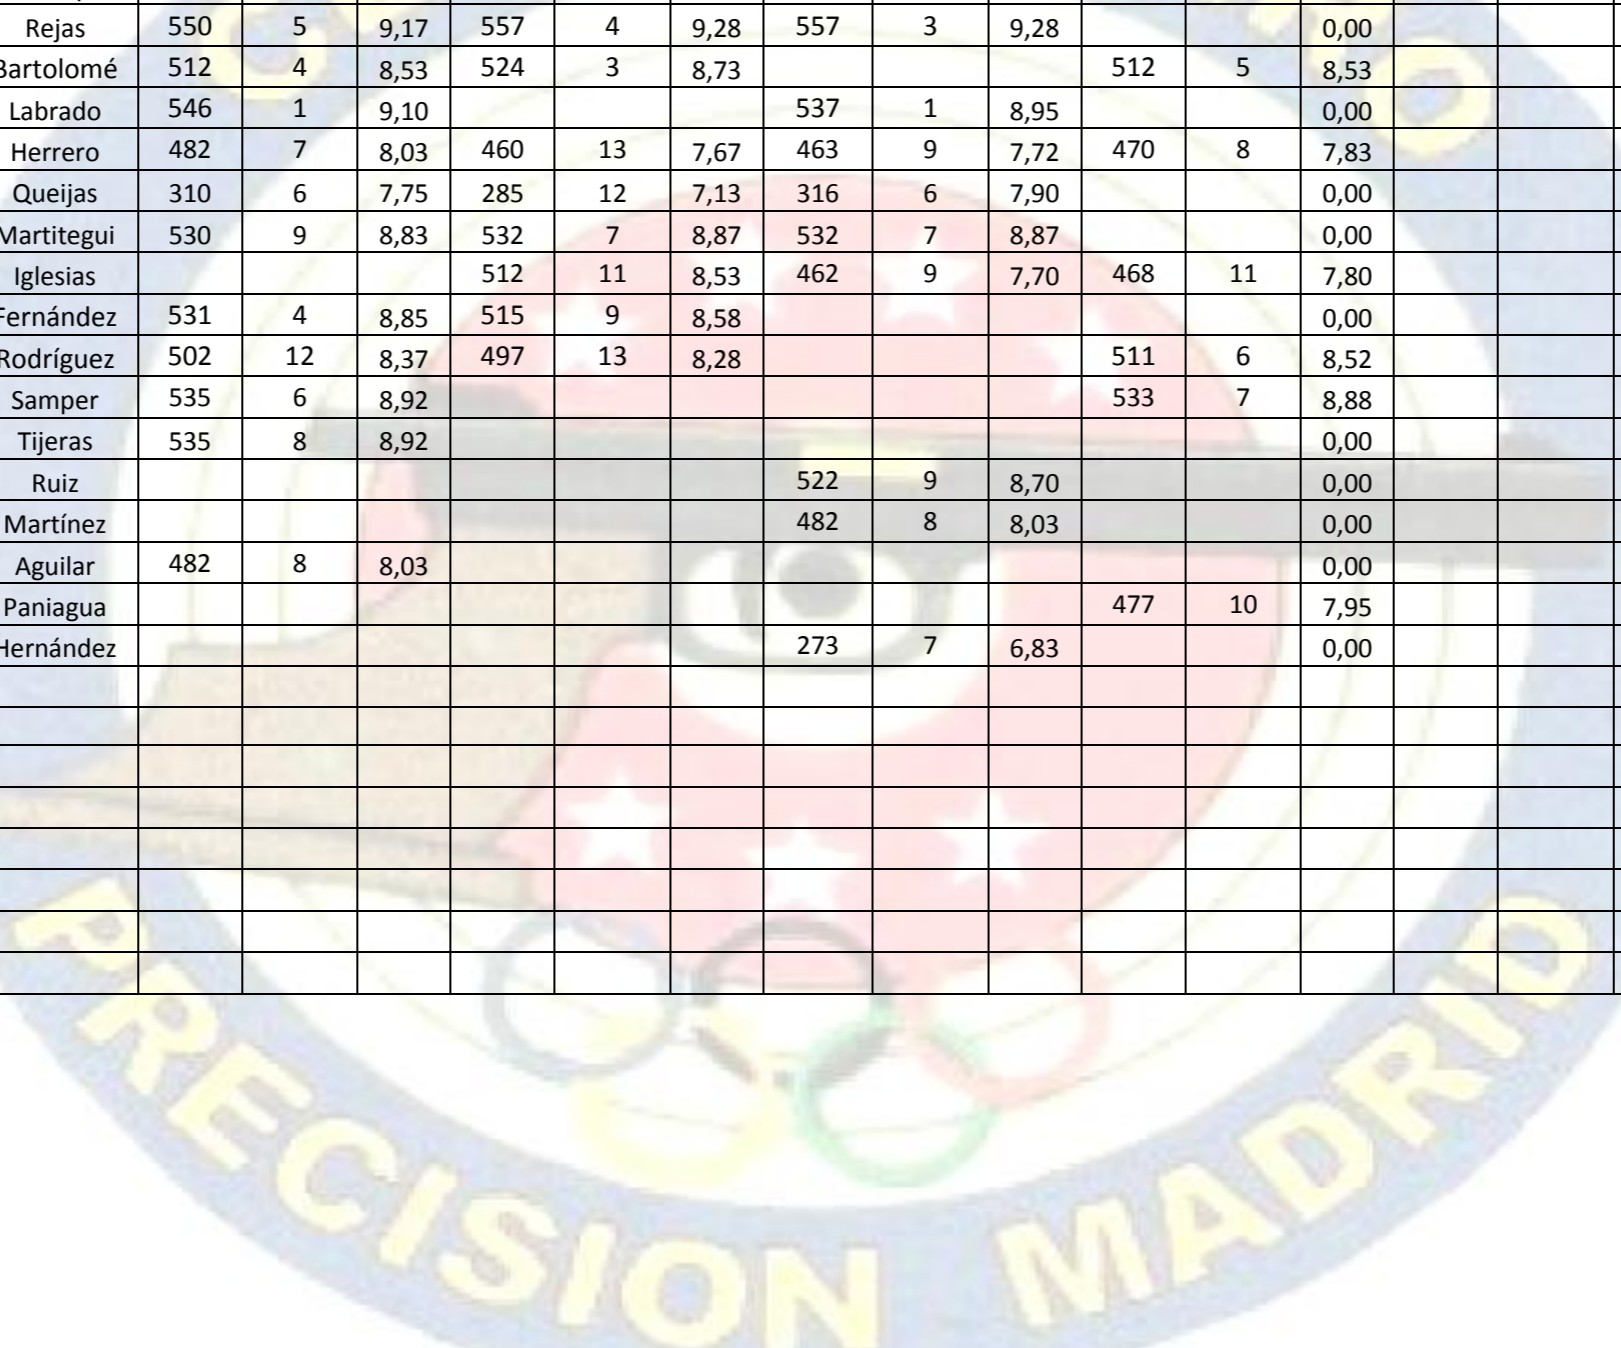 Rejas 550 5 9,17 557 4 9,28 557 3 9,28 0,00
Bartolomé 512 4 8,53 524 3 8,73 512 5 8,53
Labrado 546 1 9,10 537 1 8,95 0,00
Herrero 482 7 8,03 460 13 7,67 463 9 7,72 470 8 7,83
Queijas 310 6 7,75 285 12 7,13 316 6 7,90 0,00
Martitegui 530 9 8,83 532 7 8,87 532 7 8,87 0,00
Iglesias 512 11 8,53 462 9 7,70 468 11 7,80
Fernández 531 4 8,85 515 9 8,58 0,00
Rodríguez 502 12 8,37 497 13 8,28 511 6 8,52
Samper 535 6 8,92 533 7 8,88
Tijeras 535 8 8,92 0,00
Ruiz 522 9 8,70 0,00
Martínez 482 8 8,03 0,00
Aguilar 482 8 8,03 0,00
Paniagua 477 10 7,95
Hernández 273 7 6,83 0,00
PRECISION MADRID